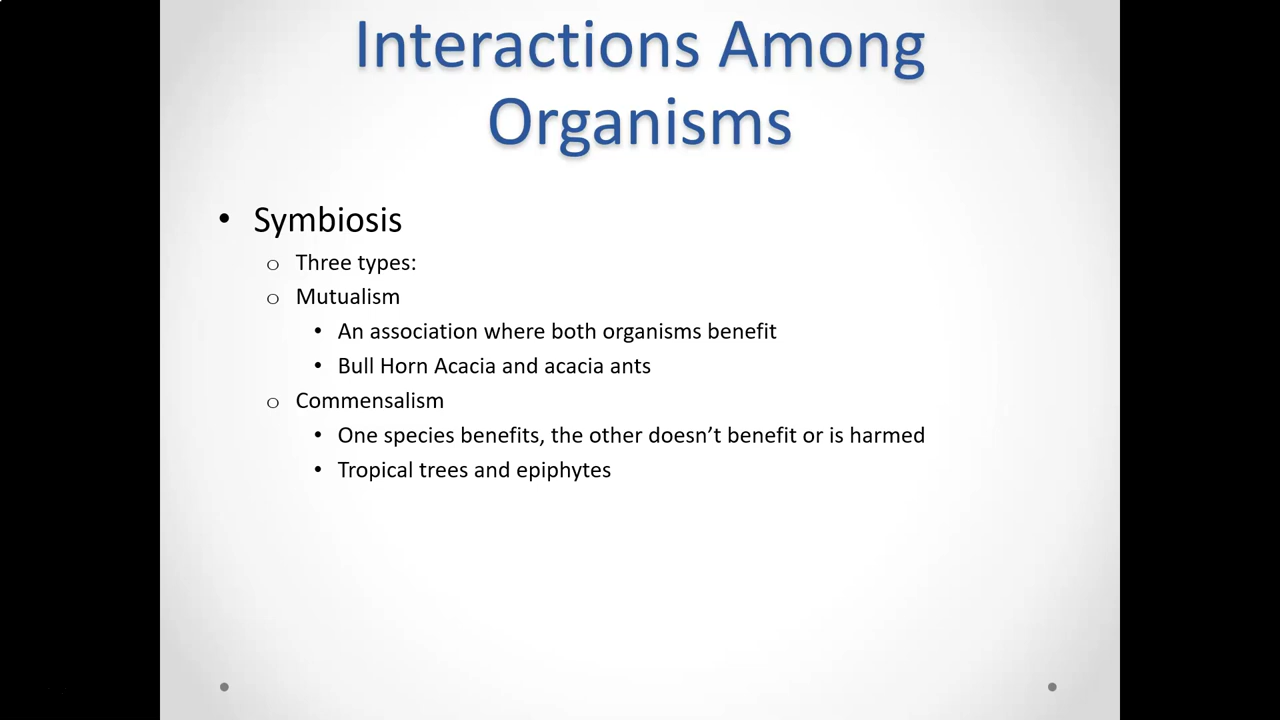 Interactions Among
Organisms
• Symbiosis
o Three types:
o Mutualism
• An association where both organisms benefit
• Bull Horn Acacia and acacia ants
o Commensalism
• One species benefits, the other doesn’t benefit or is harmed
• Tropical trees and epiphytes